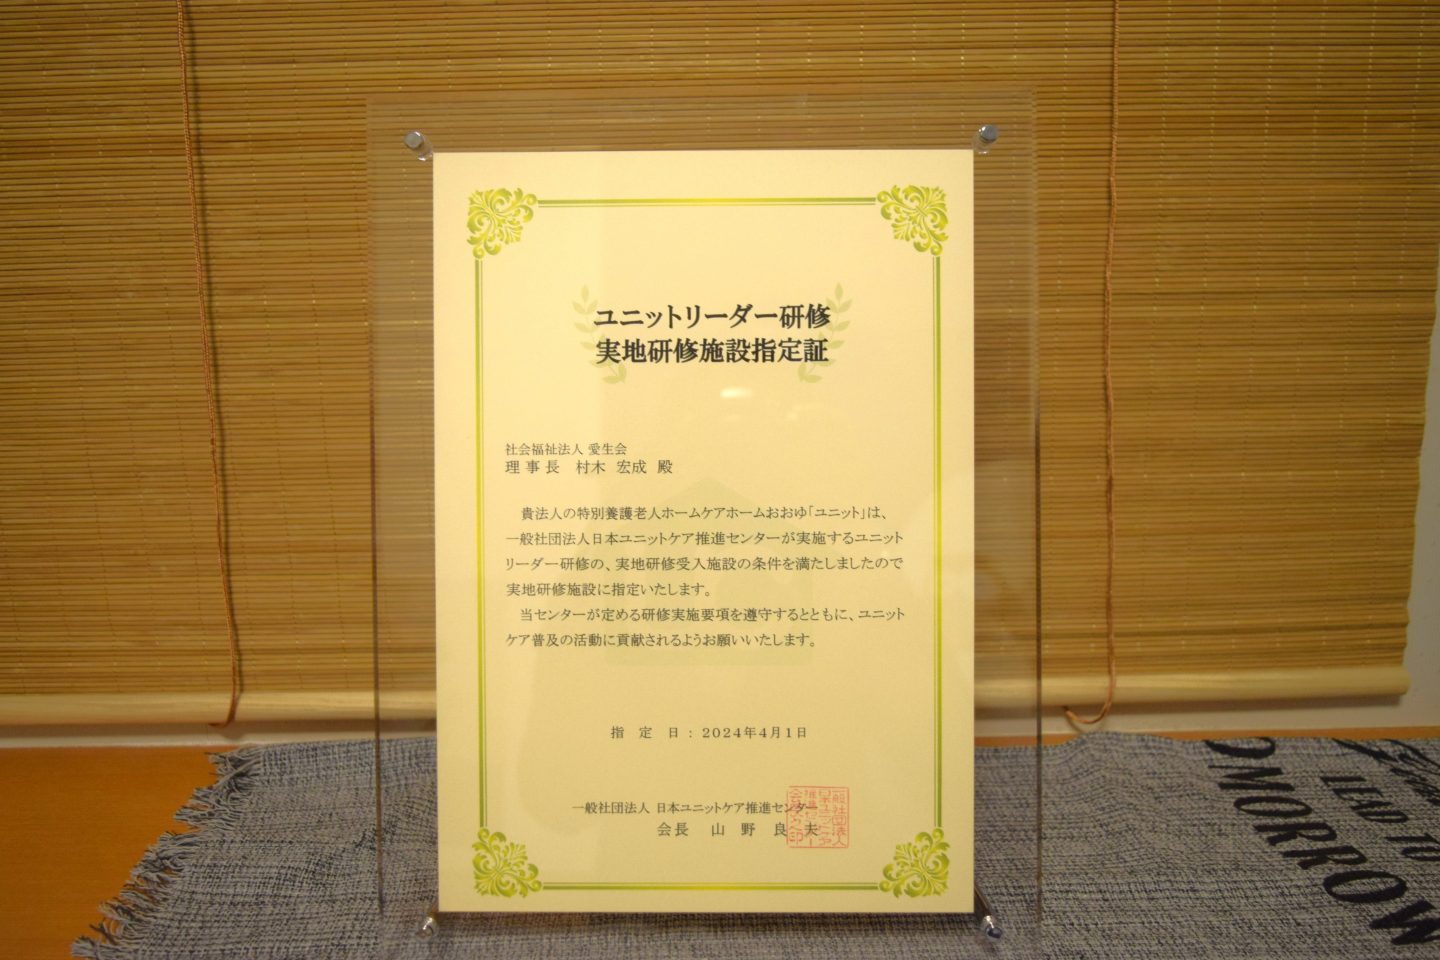 ユニットリーダー研修
実地研修施設指定証
社会福祉法人 愛生会
理事長 村木 宏成 殿
貴法人の特別養護老人ホームケアホームおおゆ「ユニット」は、
一般社団法人日本ユニットケア推進センターが実施するユニット
リーダー研修の、実地研修受入施設の条件を満たしましたので
実地研修施設に指定いたします。
当センターが定める研修実施要項を遵守するとともに、ユニット
ケア普及の活動に貢献されるようお願いいたします。
指定日：2024年4月1日
一般社団法人 日本ユニットケア推進センター
会長 山野良夫
LEAD TO
OMORROW